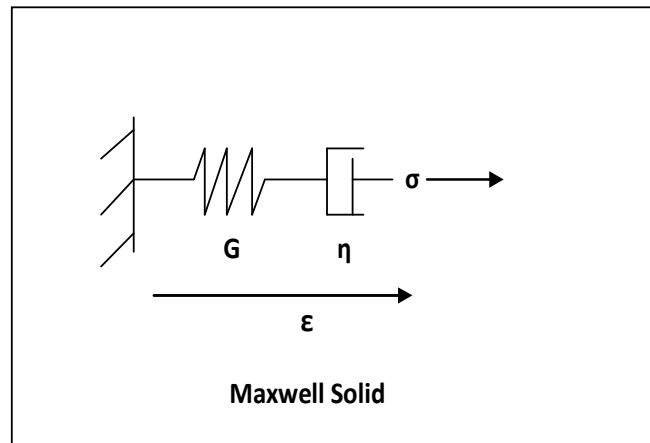 σ
G η
ε
Maxwell Solid